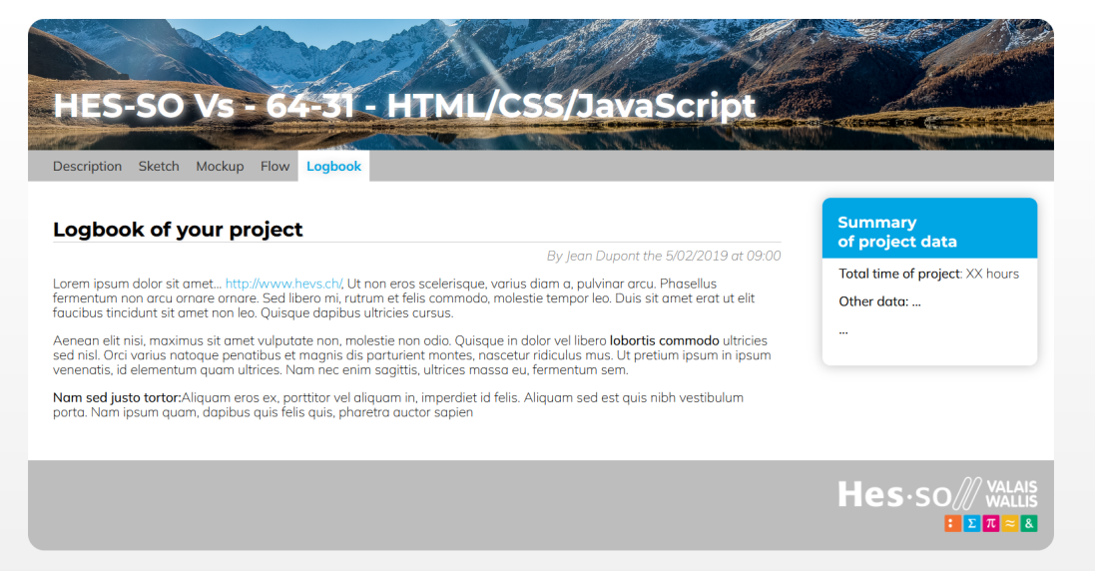 HES-SO Vs - 64-31 - HTML/CSS/JavaScript
Description Sketch Mockup Flow Logbook
Logbook of your project
By Jean Dupont the 5/02/2019 at 09:00
Lorem ipsum dolor sit amet... http://www.hevs.ch/, Ut non eros scelerisque, varius diam a, pulvinar arcu. Phasellus
fermentum non arcu ornare ornare. Sed libero mi, rutrum et felis commodo, molestie tempor leo. Duis sit amet erat ut elit
faucibus tincidunt sit amet non leo. Quisque dapibus ultricies cursus.
Aenean elit nisi, maximus sit amet vulputate non, molestie non odio. Quisque in dolor vel libero lobortis commodo ultricies
sed nisl. Orci varius natoque penatibus et magnis dis parturient montes, nascetur ridiculus mus. Ut pretium ipsum in ipsum
venenatis, id elementum quam ultrices. Nam nec enim sagittis, ultrices massa eu, fermentum sem.
Nam sed justo tortor:Aliquam eros ex, porttitor vel aliquam in, imperdiet id felis. Aliquam sed est quis nibh vestibulum
porta. Nam ipsum quam, dapibus quis felis quis, pharetra auctor sapien
Summary
of project data
Total time of project: XX hours
Other data: ...
...
Hes·so// VALAIS
WALLIS
: Σ π ≈ &